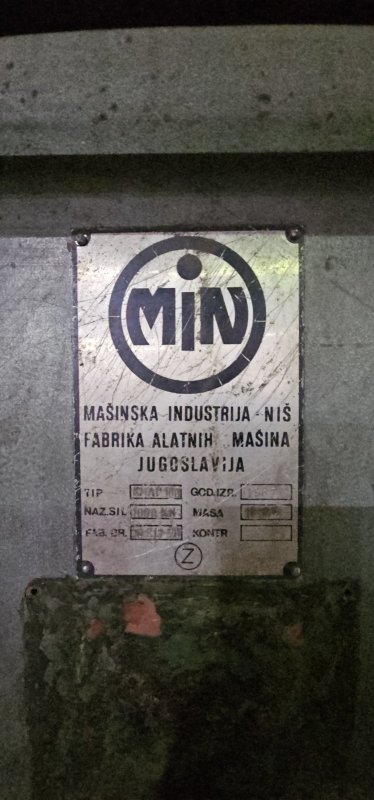 MIN
MAŠINSKA INDUSTRIJA - NIŠ
FABRIKA ALATNIH MAŠINA
JUGOSLAVIJA
TIP GOD.IZR.
NAZ.SIL. MASA
FAB. BR. KONTR
Z